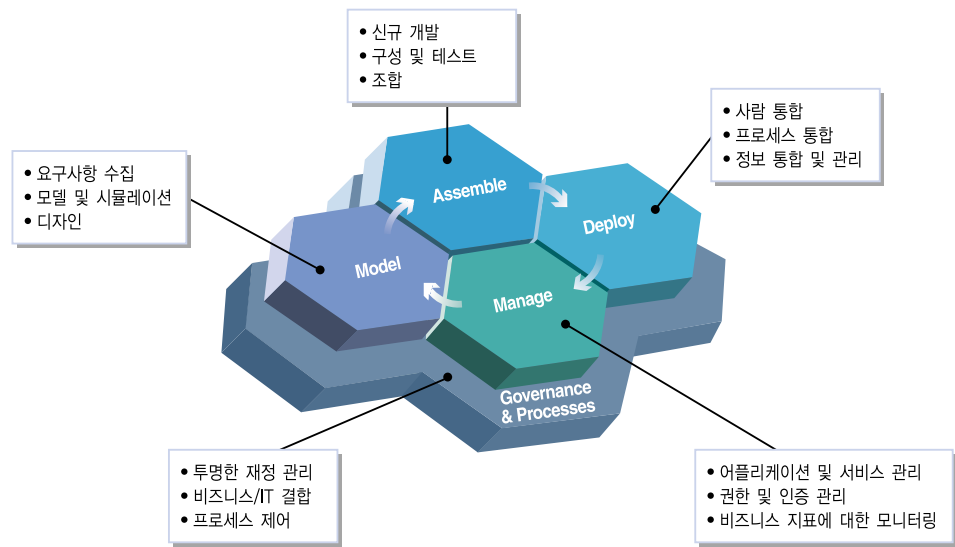 • 신규 개발
• 구성 및 테스트
• 조합
• 사람 통합
• 프로세스 통합
• 정보 통합 및 관리
• 요구사항 수집
• 모델 및 시뮬레이션
• 디자인
Assemble
Deploy
Model
Manage
Governance
& Processes
• 투명한 재정 관리
• 비즈니스/IT 결합
• 프로세스 제어
• 어플리케이션 및 서비스 관리
• 권한 및 인증 관리
• 비즈니스 지표에 대한 모니터링